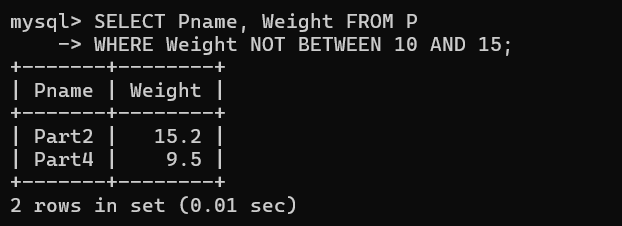 mysql> SELECT Pname, Weight FROM P
    -> WHERE Weight NOT BETWEEN 10 AND 15;
+-------+--------+
| Pname | Weight |
+-------+--------+
| Part2 |   15.2 |
| Part4 |    9.5 |
+-------+--------+
2 rows in set (0.01 sec)